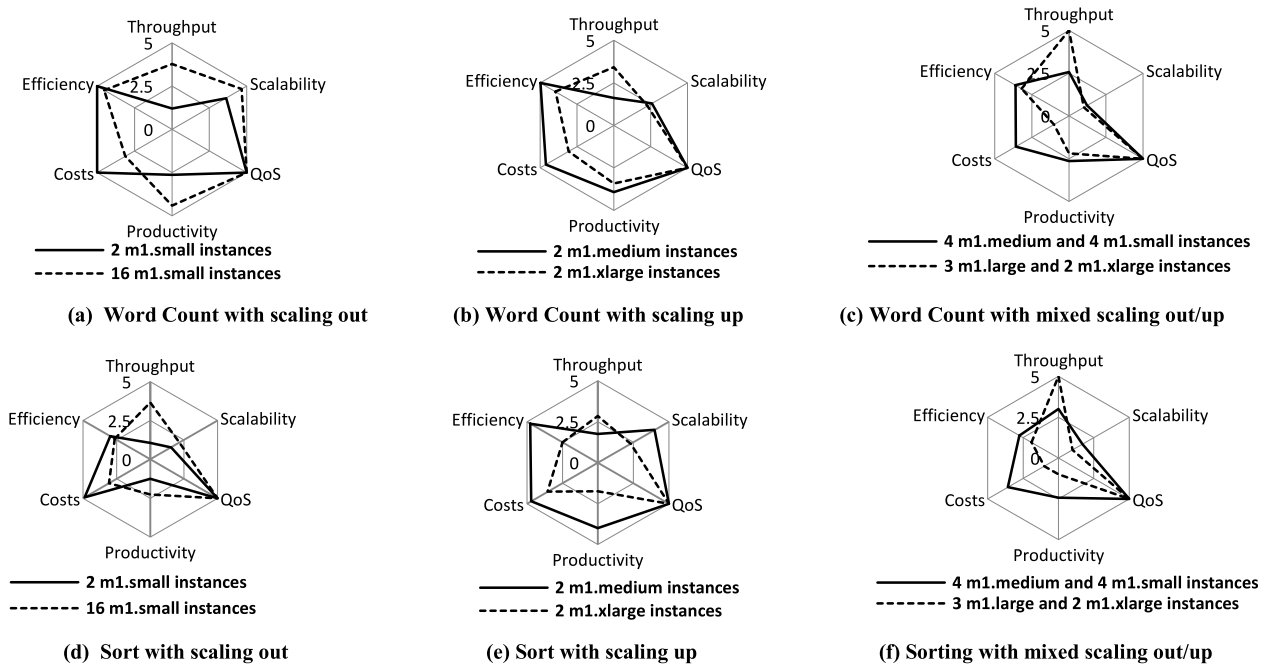 Throughput
5
Efficiency
2.5
Scalability
0
Costs
QoS
Productivity
2 m1.small instances
16 m1.small instances
(a) Word Count with scaling out
Throughput
5
Efficiency
2.5
Scalability
0
Costs
QoS
Productivity
2 m1.medium instances
2 m1.xlarge instances
(b) Word Count with scaling up
Throughput
5
Efficiency
2.5
Scalability
0
Costs
QoS
Productivity
4 m1.medium and 4 m1.small instances
3 m1.large and 2 m1.xlarge instances
(c) Word Count with mixed scaling out/up
Throughput
5
Efficiency
2.5
Scalability
0
Costs
QoS
Productivity
2 m1.small instances
16 m1.small instances
(d) Sort with scaling out
Throughput
5
Efficiency
2.5
Scalability
0
Costs
QoS
Productivity
2 m1.medium instances
2 m1.xlarge instances
(e) Sort with scaling up
Throughput
5
Efficiency
2.5
Scalability
0
Costs
QoS
Productivity
4 m1.medium and 4 m1.small instances
3 m1.large and 2 m1.xlarge instances
(f) Sorting with mixed scaling out/up